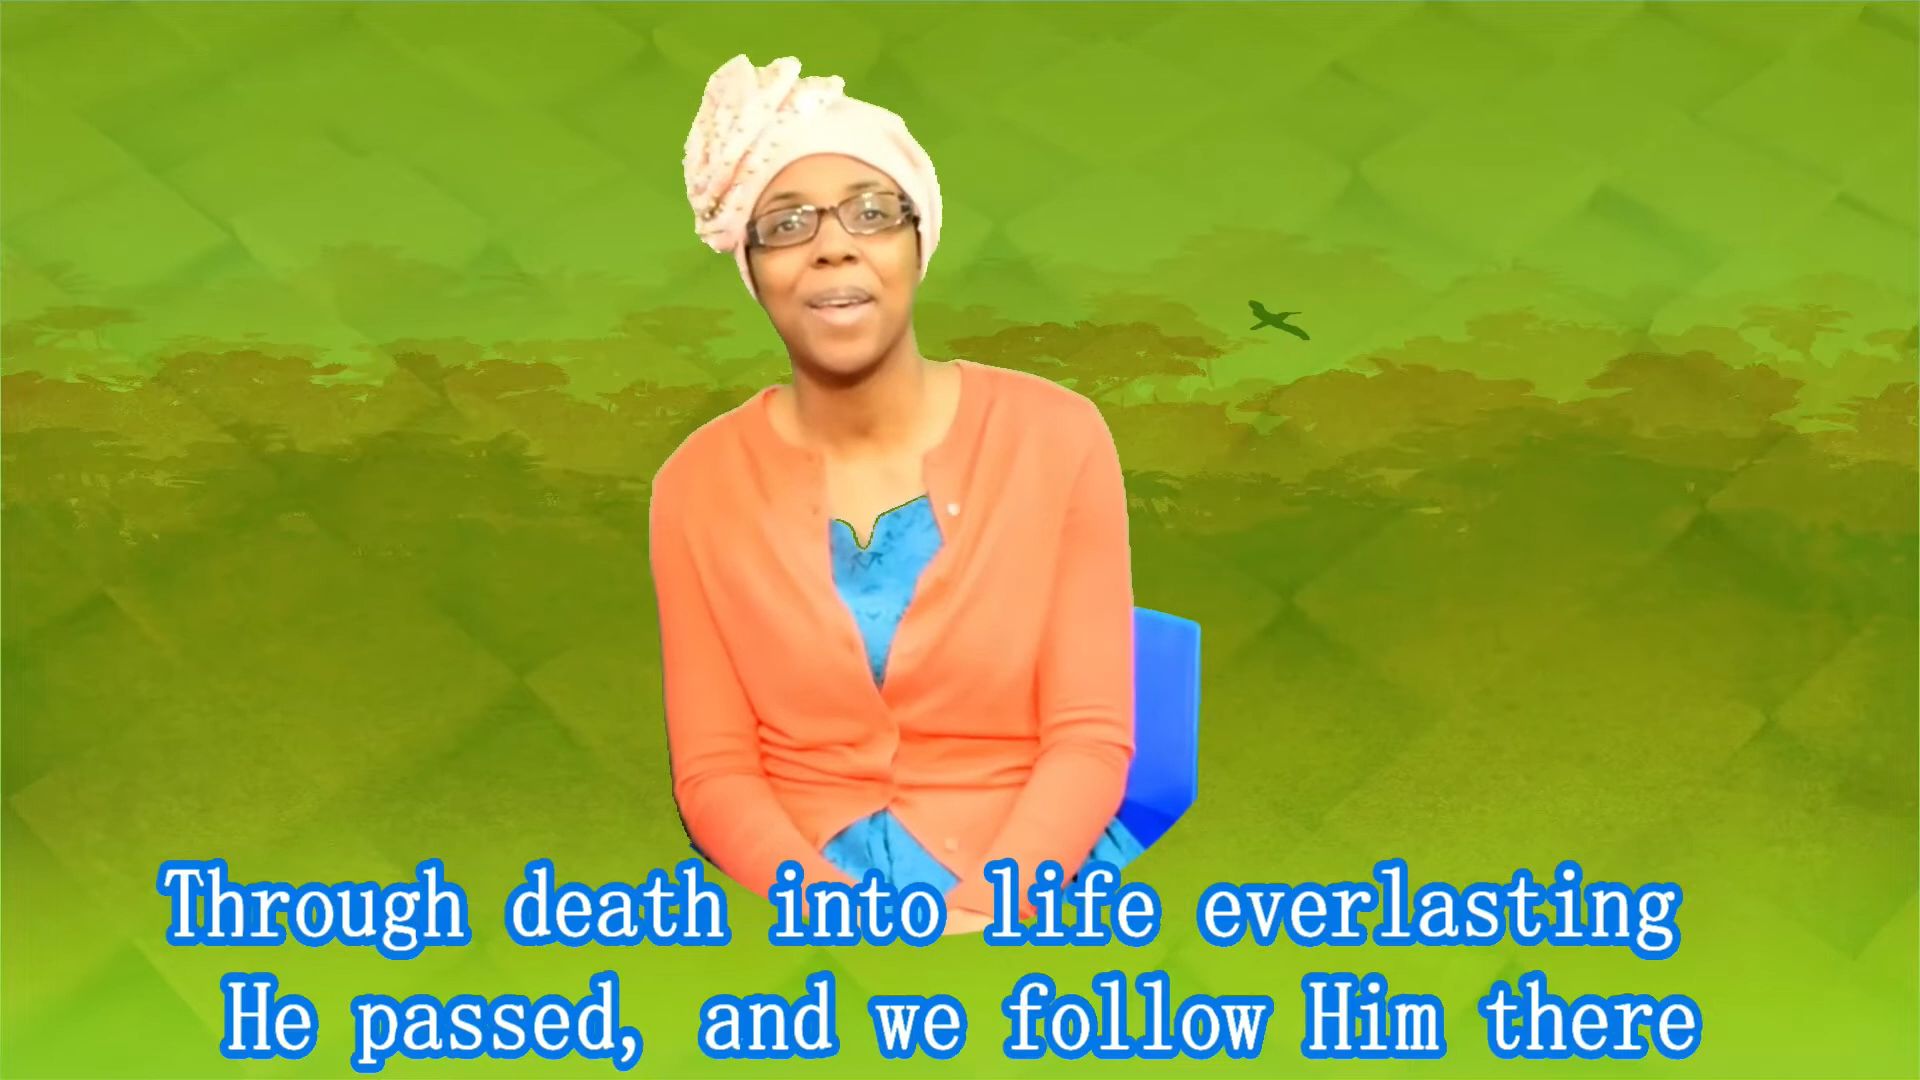 Through death into life everlasting
He passed, and we follow Him there